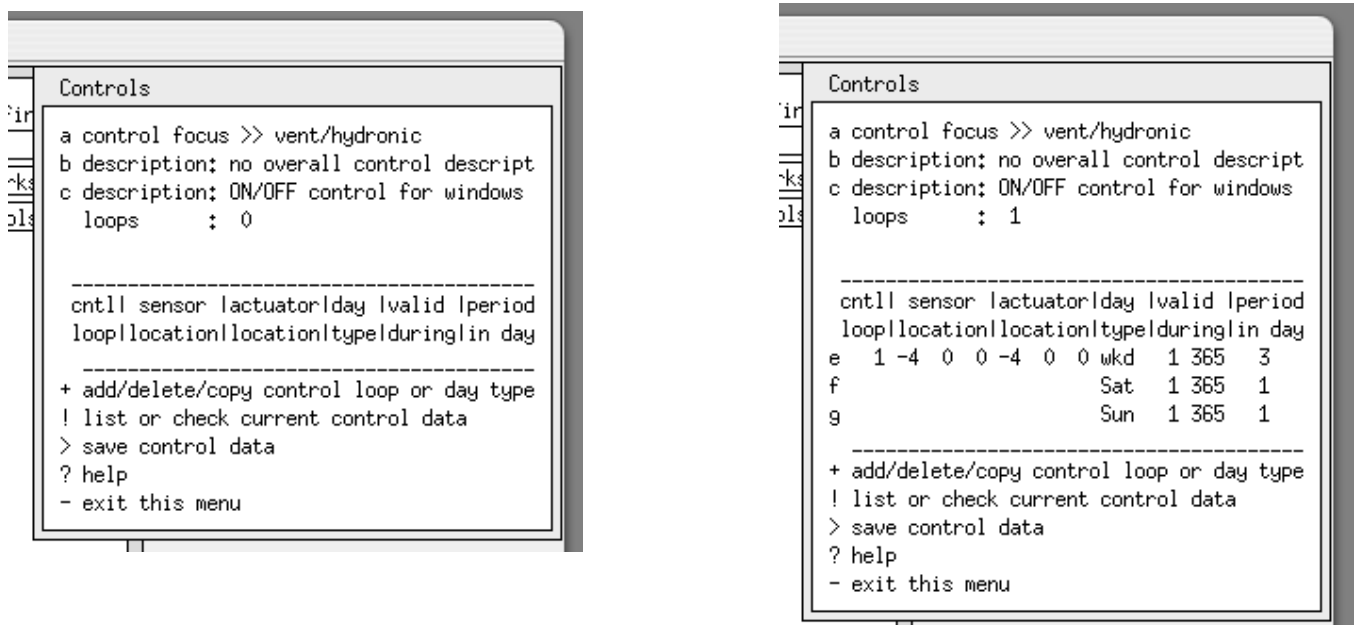 Controls
a control focus >> vent/hydronic
b description: no overall control descript
c description: ON/OFF control for windows
loops : 0
cntl| sensor |actuator|day |valid |period
loop|location|location|type|during|in day
+ add/delete/copy control loop or day type
! list or check current control data
> save control data
? help
- exit this menu
Controls
a control focus >> vent/hydronic
b description: no overall control descript
c description: ON/OFF control for windows
loops : 1
cntl| sensor |actuator|day |valid |period
loop|location|location|type|during|in day
e 1 -4 0 0 -4 0 0 wkd 1 365 3
f Sat 1 365 1
g Sun 1 365 1
+ add/delete/copy control loop or day type
! list or check current control data
> save control data
? help
- exit this menu